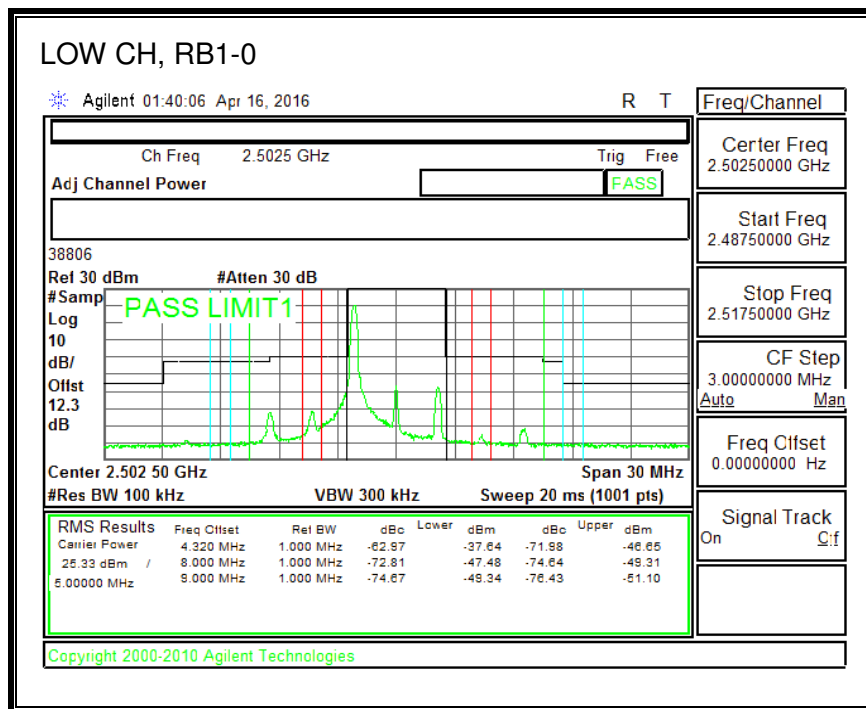 LOW CH, RB1-0
Agilent 01:40:06 Apr 16, 2016 R T
Freq/Channel
Ch Freq 2.5025 GHz Trig Free
Adj Channel Power PASS
Center Freq
2.50250000 GHz
Start Freq
2.48750000 GHz
Stop Freq
2.51750000 GHz
CF Step
3.00000000 MHz
Auto Man
Freq Offset
0.00000000 Hz
Signal Track
On Off
38806
Ref 30 dBm #Atten 30 dB
#Samp
Log
10
dB/
Offst
12.3
dB
PASS LIMIT1
Center 2.502 50 GHz Span 30 MHz
#Res BW 100 kHz VBW 300 kHz Sweep 20 ms (1001 pts)
RMS Results Freq Offset Ref BW dBc Lower dBm dBc Upper dBm
Carrier Power 4.320 MHz 1.000 MHz -62.97 -37.64 -71.98 -46.65
25.33 dBm / 8.000 MHz 1.000 MHz -72.81 -47.48 -74.64 -49.31
5.00000 MHz 9.000 MHz 1.000 MHz -74.67 -49.34 -76.43 -51.10
Copyright 2000-2010 Agilent Technologies